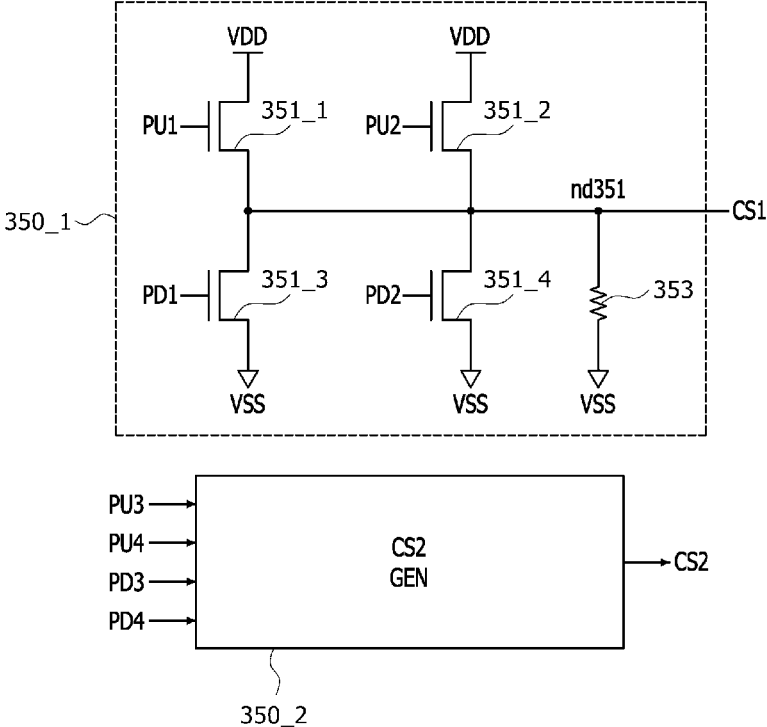 VDD VDD
PU1 351_1 PU2 351_2
nd351
350_1 CS1
PD1 351_3 PD2 351_4 353
VSS VSS VSS
PU3
PU4
PD3
PD4
CS2
GEN
CS2
350_2